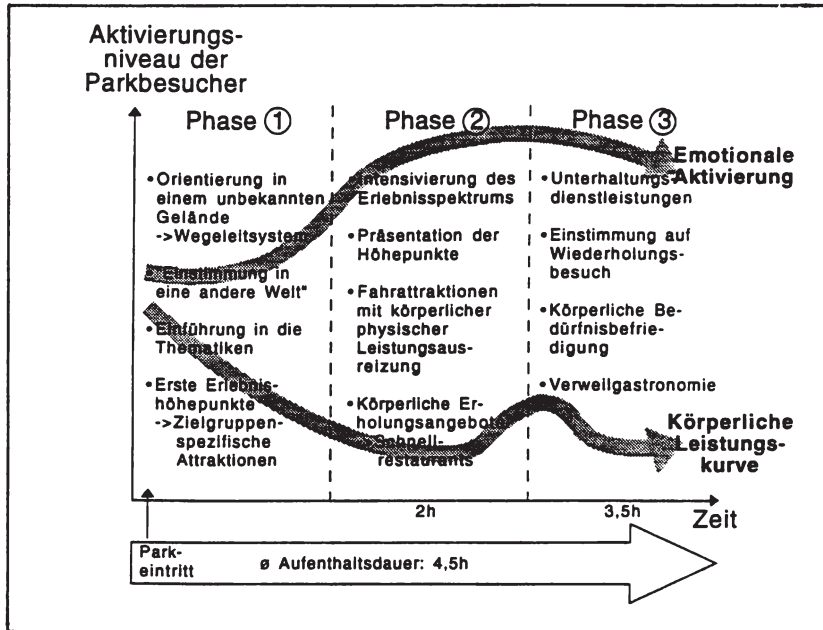 Aktivierungs-
niveau der
Parkbesucher
Phase ①
Phase ②
Phase ③
•Orientierung in
einem unbekannten
Gelände
->Wegeleitsystem
"Einstimmung in
eine andere Welt"
•Einführung in die
Thematiken
•Erste Erlebnis-
höhepunkte
->Zielgruppen-
spezifische
Attraktionen
•Intensivierung des
Erlebnisspektrums
•Präsentation der
Höhepunkte
•Fahrattraktionen
mit körperlicher
physischer
Leistungsaus-
reizung
•Körperliche Er-
holungsangebote
->Schnell-
restaurants
•Unterhaltungs-
dienstleistungen
•Einstimmung auf
Wiederholungs-
besuch
•Körperliche Be-
dürfnisbefrie-
digung
•Verweilgastronomie
Emotionale
Aktivierung
Körperliche
Leistungs-
kurve
2h
3,5h
Zeit
Park-
eintritt
ø Aufenthaltsdauer: 4,5h